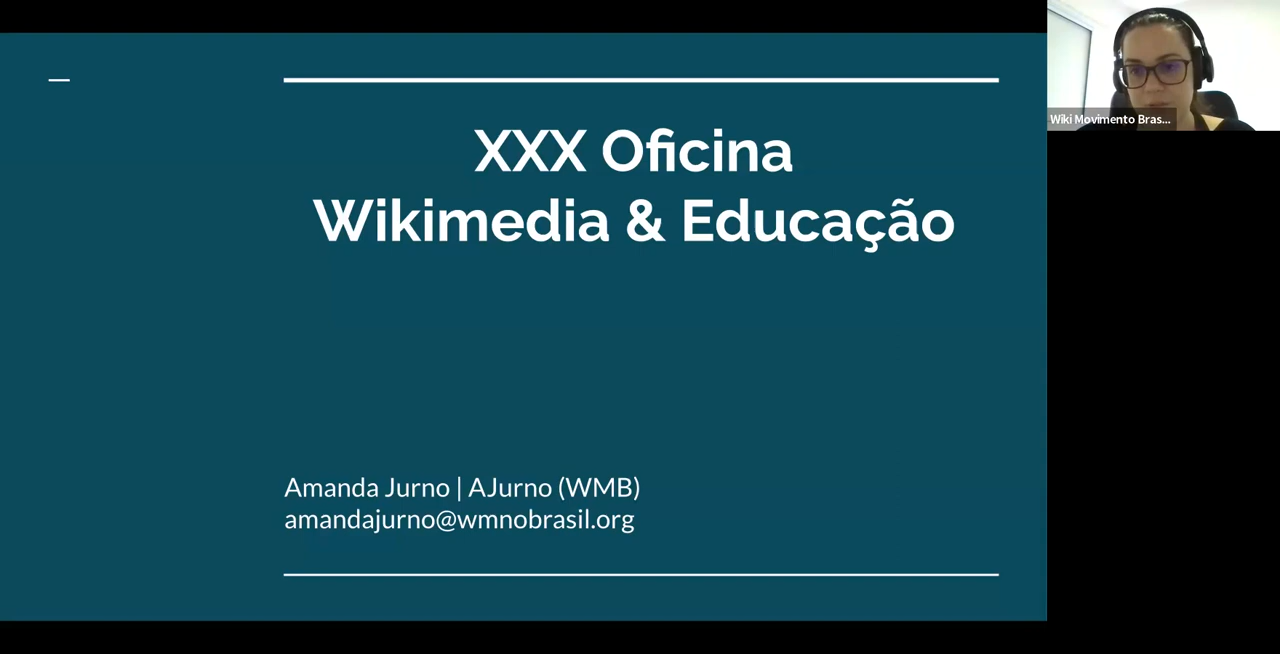 XXX Oficina
Wikimedia & Educação
Amanda Jurno | AJurno (WMB)
amandajurno@wmnobrasil.org
Wiki Movimento Bras...